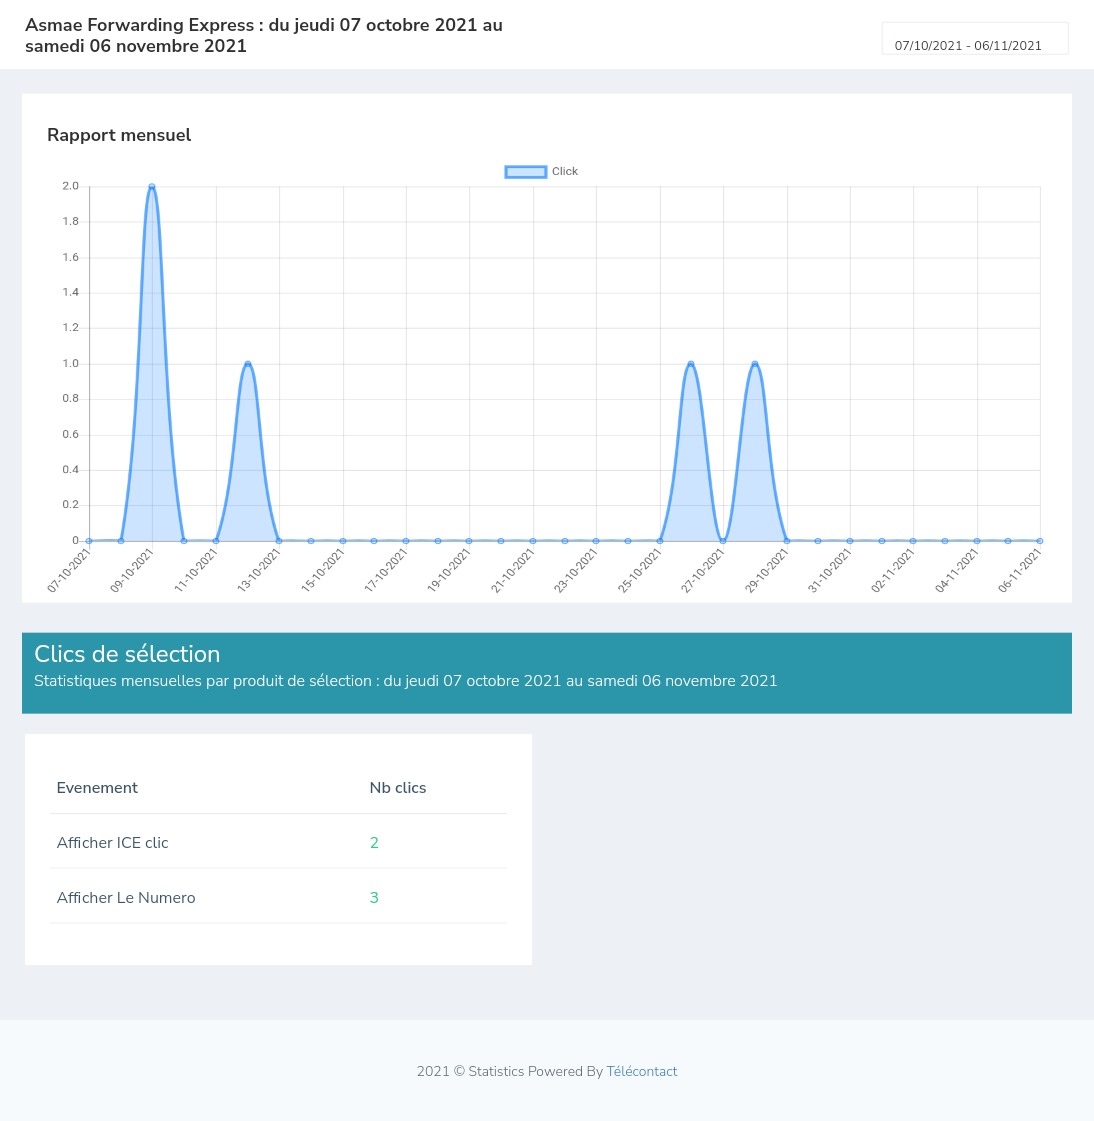 Asmae Forwarding Express : du jeudi 07 octobre 2021 au
samedi 06 novembre 2021
07/10/2021 - 06/11/2021
Rapport mensuel
Click
2.0
1.8
1.6
1.4
1.2
1.0
0.8
0.6
0.4
0.2
0
07-10-2021
09-10-2021
11-10-2021
13-10-2021
15-10-2021
17-10-2021
19-10-2021
21-10-2021
23-10-2021
25-10-2021
27-10-2021
29-10-2021
31-10-2021
02-11-2021
04-11-2021
06-11-2021
Clics de sélection
Statistiques mensuelles par produit de sélection : du jeudi 07 octobre 2021 au samedi 06 novembre 2021
Evenement Nb clics
Afficher ICE clic 2
Afficher Le Numero 3
2021 © Statistics Powered By Télécontact